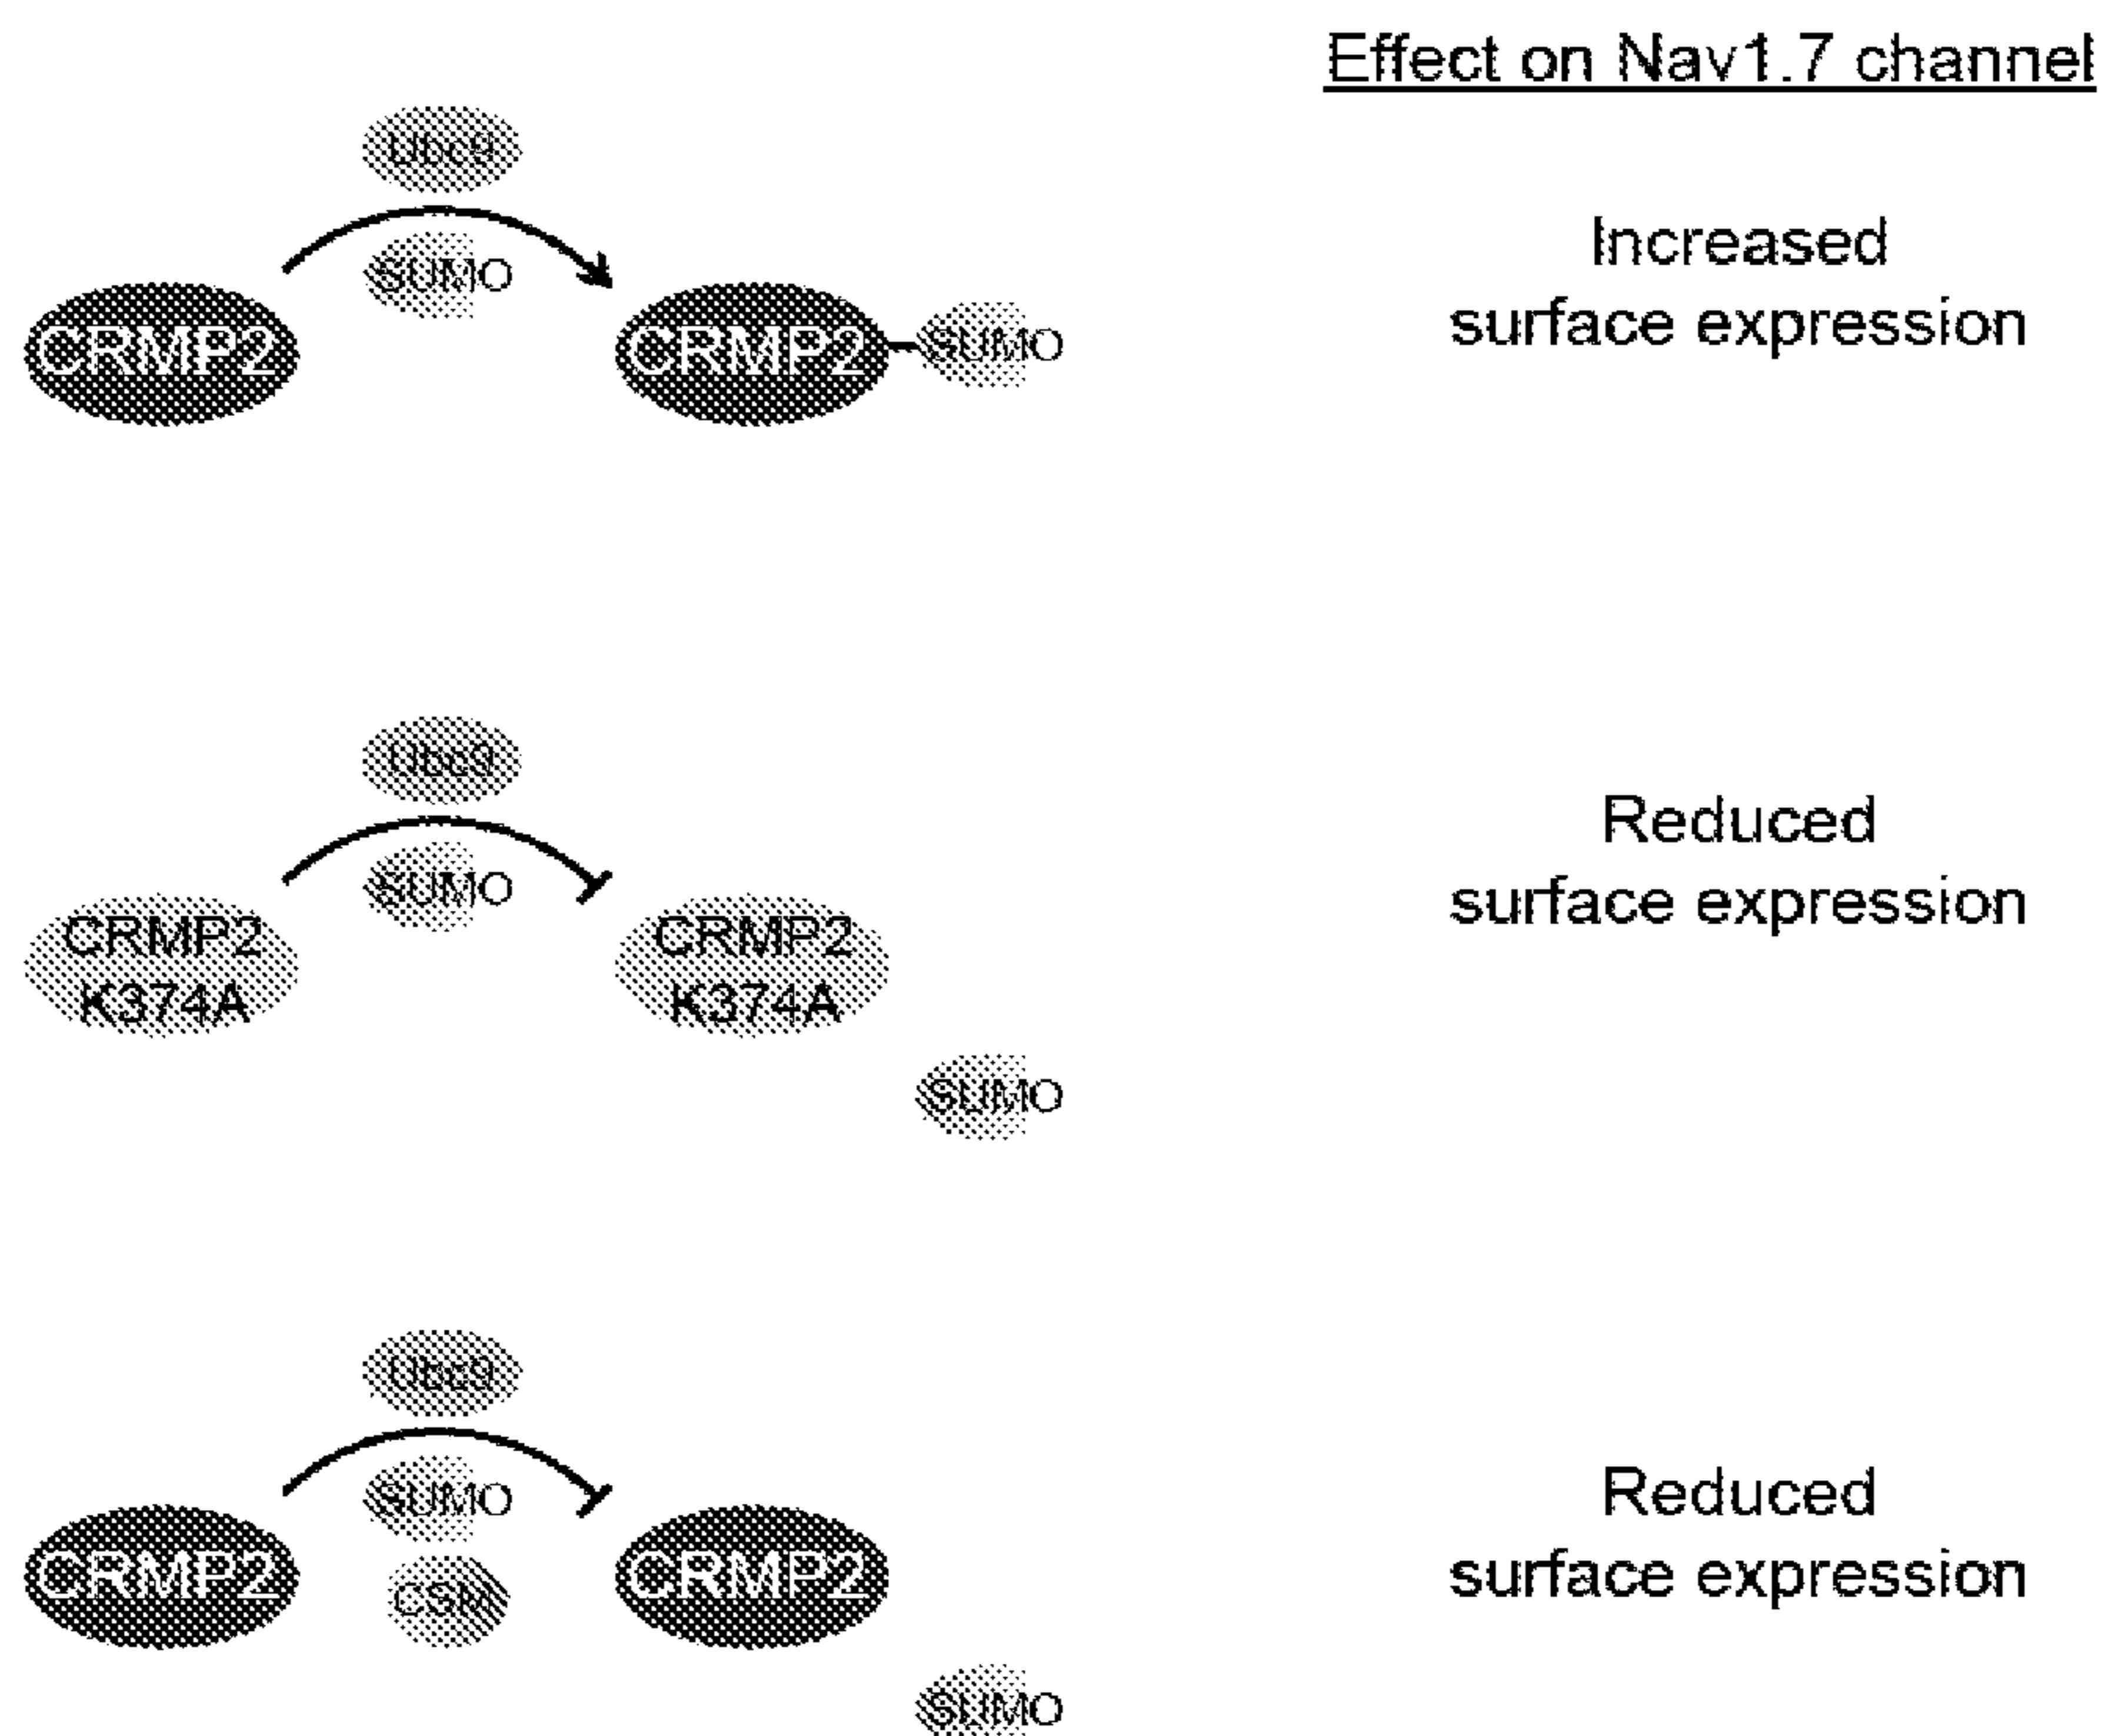 Effect on Nav1.7 channel
Ubc9
SUMO
CRMP2
CRMP2
SUMO
Increased
surface expression
Ubc9
SUMO
CRMP2
K374A
CRMP2
K374A
SUMO
Reduced
surface expression
Ubc9
SUMO
CRMP2
CSM
CRMP2
SUMO
Reduced
surface expression